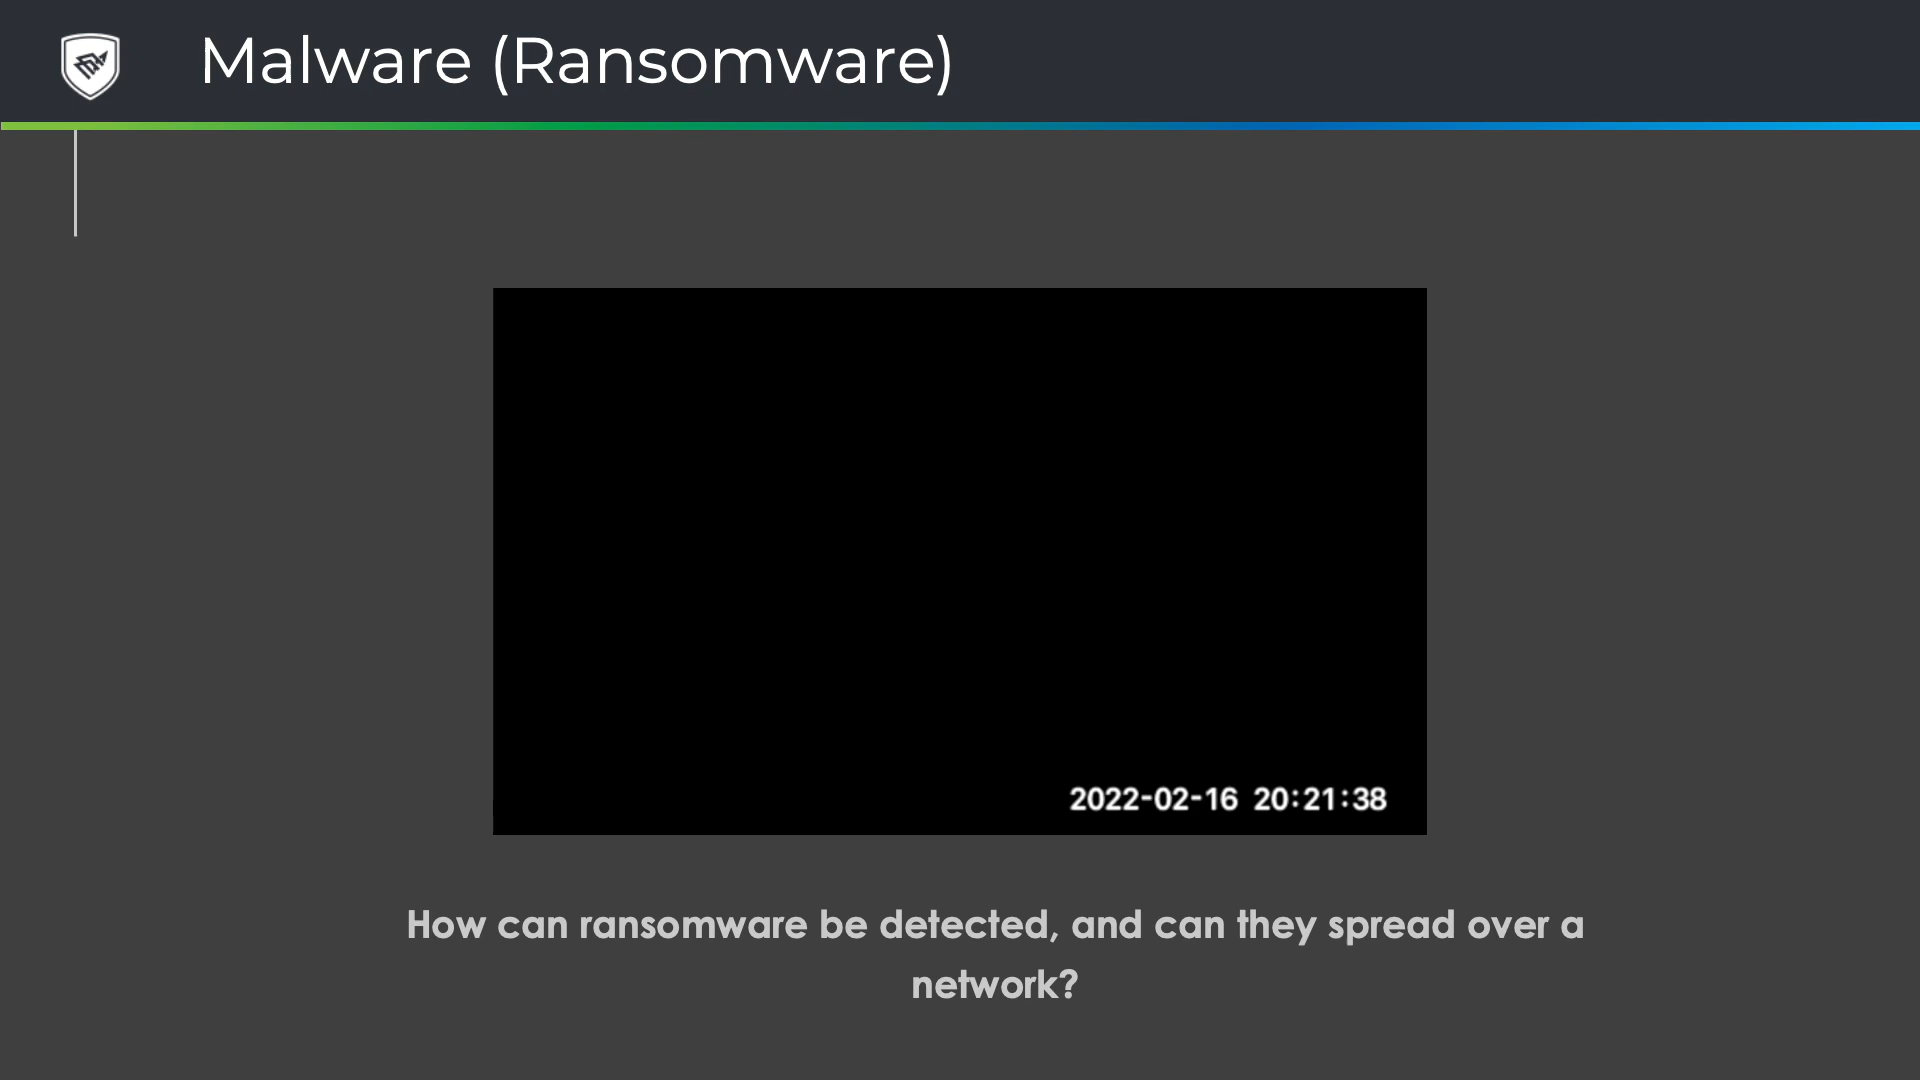 Malware (Ransomware)
2022-02-16 20:21:38
How can ransomware be detected, and can they spread over a
network?